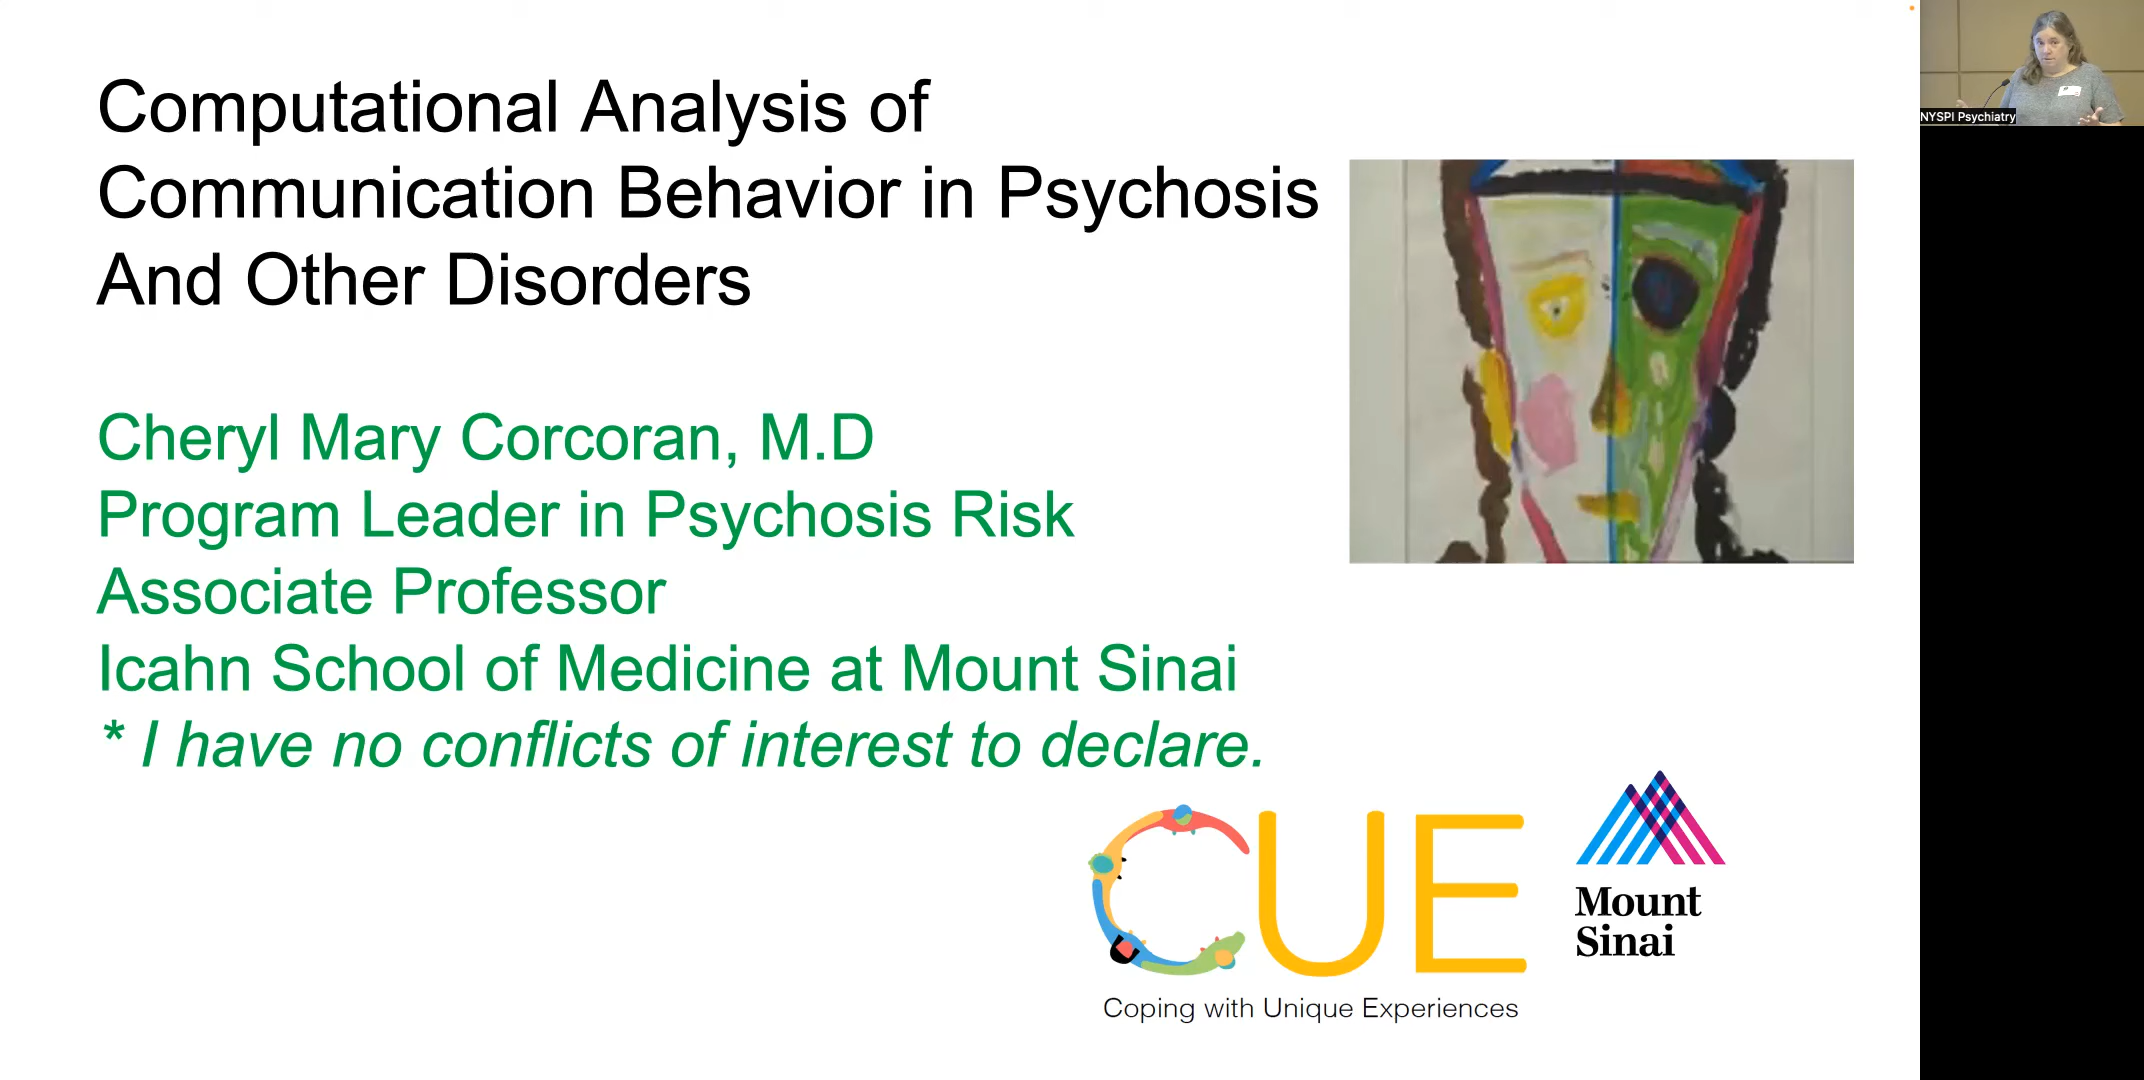 Computational Analysis of
Communication Behavior in Psychosis
And Other Disorders
Cheryl Mary Corcoran, M.D
Program Leader in Psychosis Risk
Associate Professor
Icahn School of Medicine at Mount Sinai
* I have no conflicts of interest to declare.
CUE
Coping with Unique Experiences
Mount
Sinai
NYSPI Psychiatry